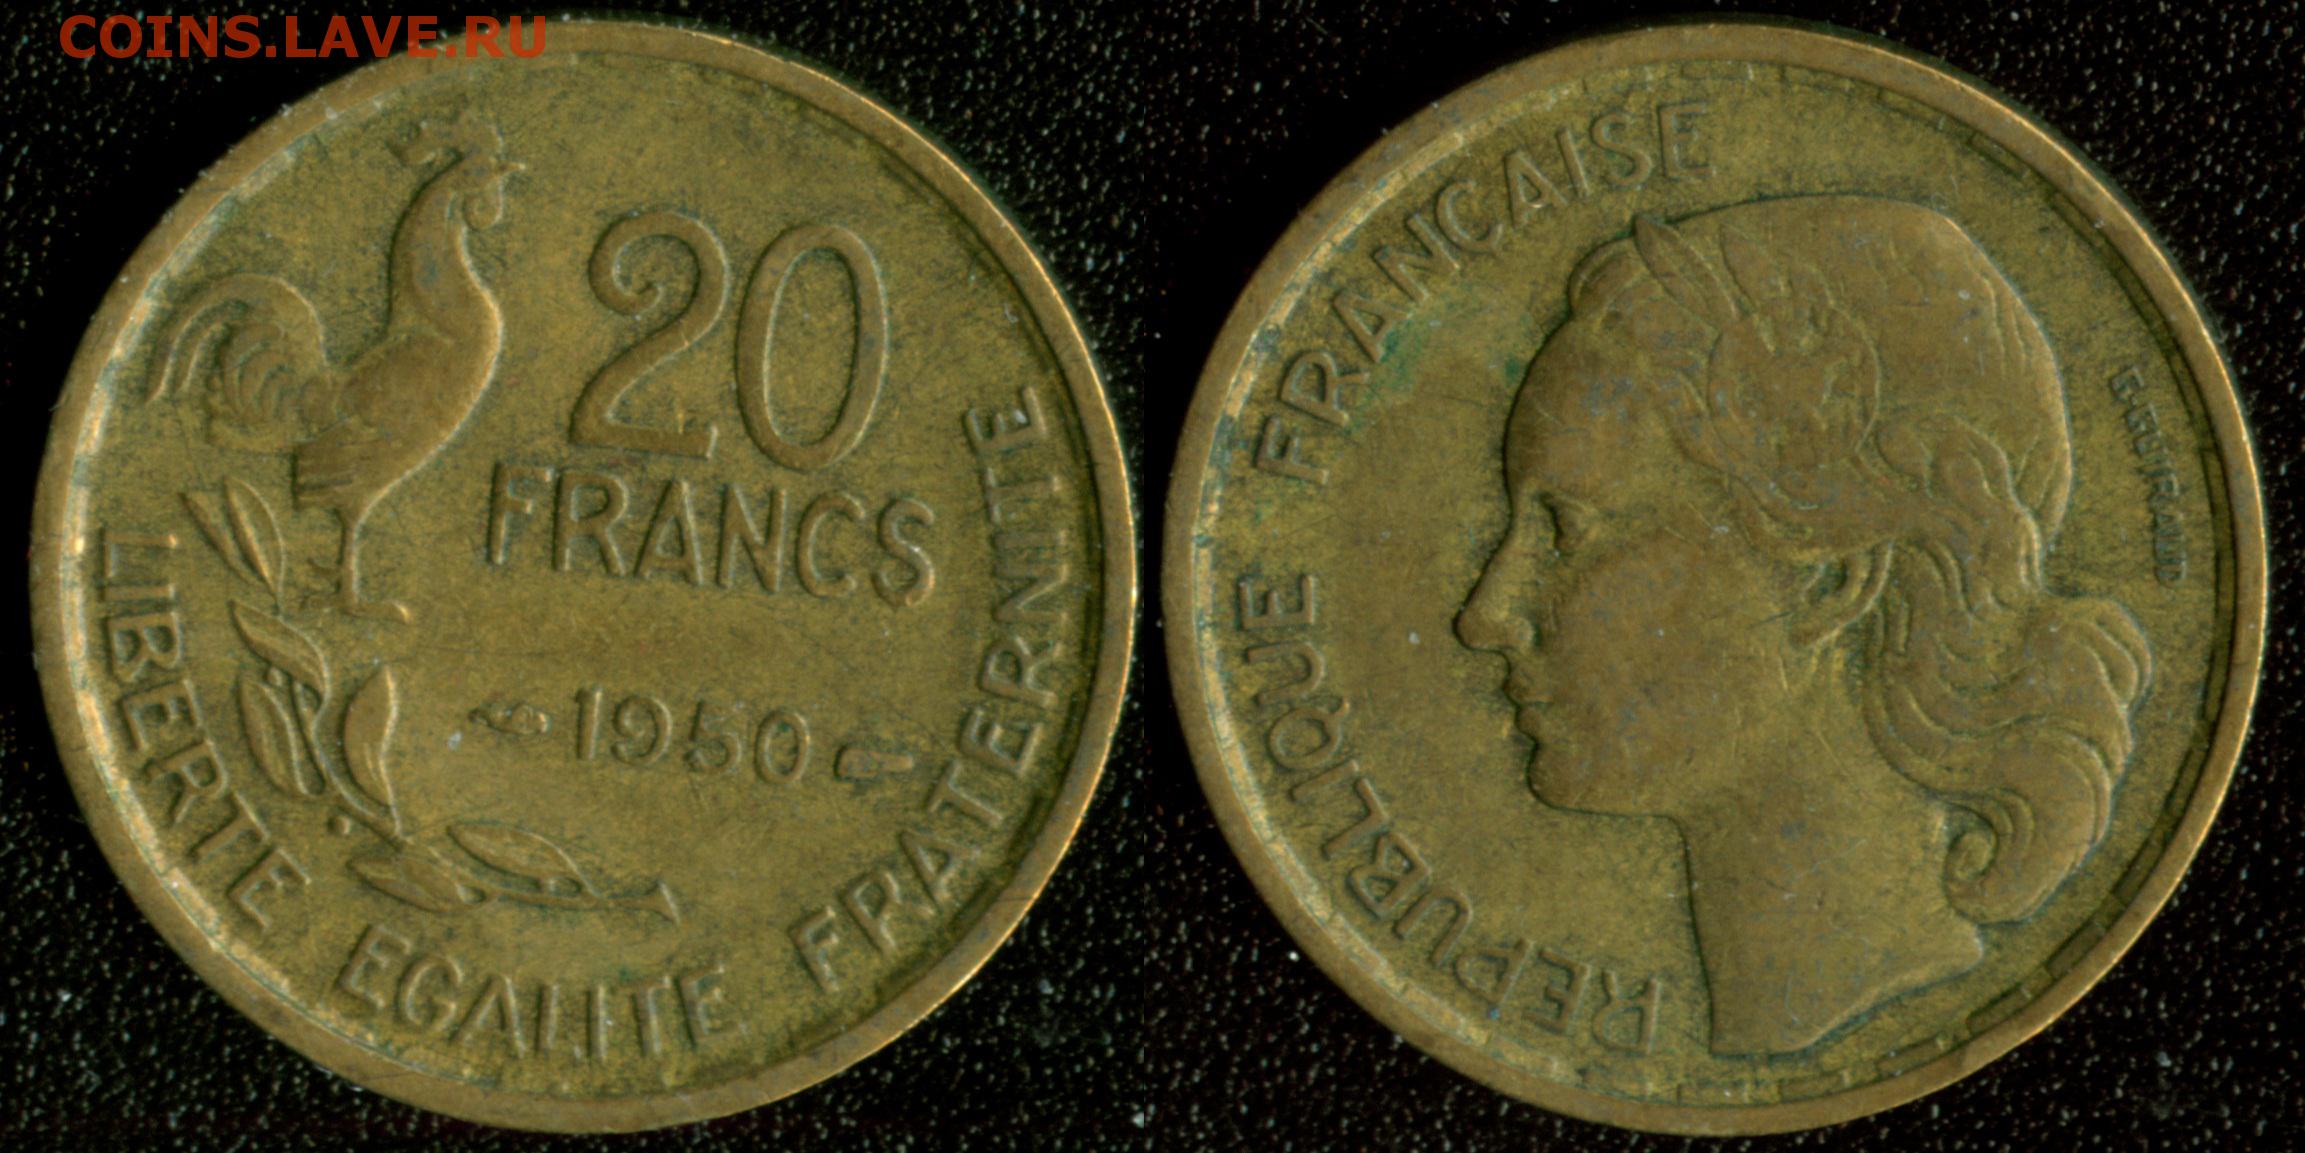 COINS.LAVE.RU
20
FRANCS
1950
LIBERTE EGALITE FRATERNITE
REPUBLIQUE FRANÇAISE
G.GUIRAUD